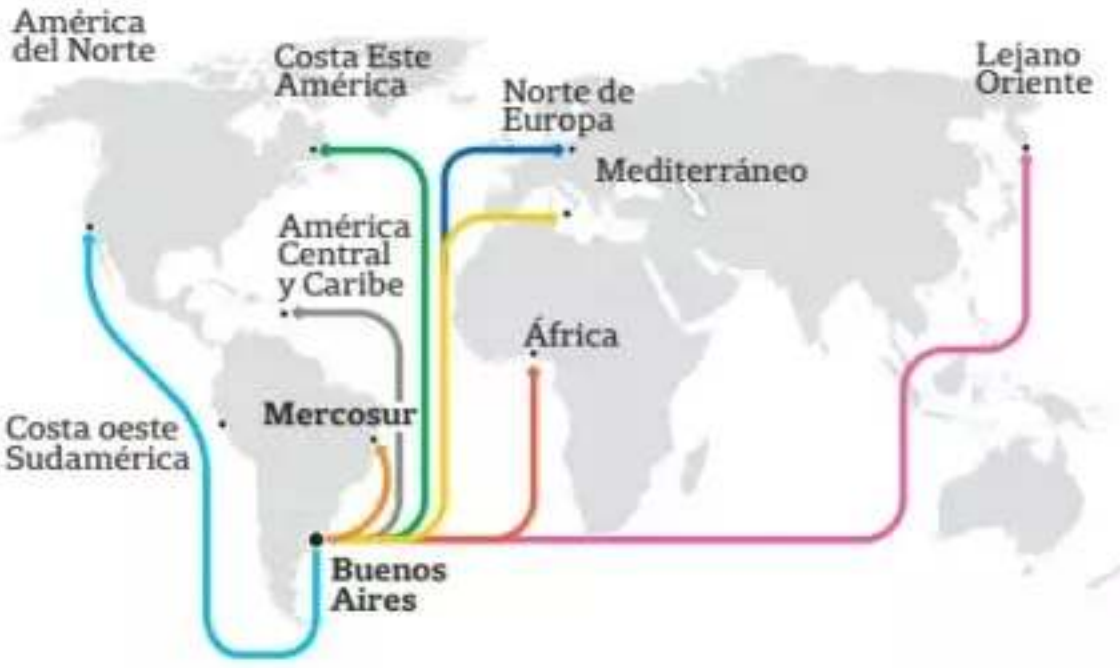 América
del Norte
Costa Este
América
Lejano
Oriente
Norte de
Europa
Mediterráneo
América
Central
y Caribe
África
Mercosur
Costa oeste
Sudamérica
Buenos
Aires